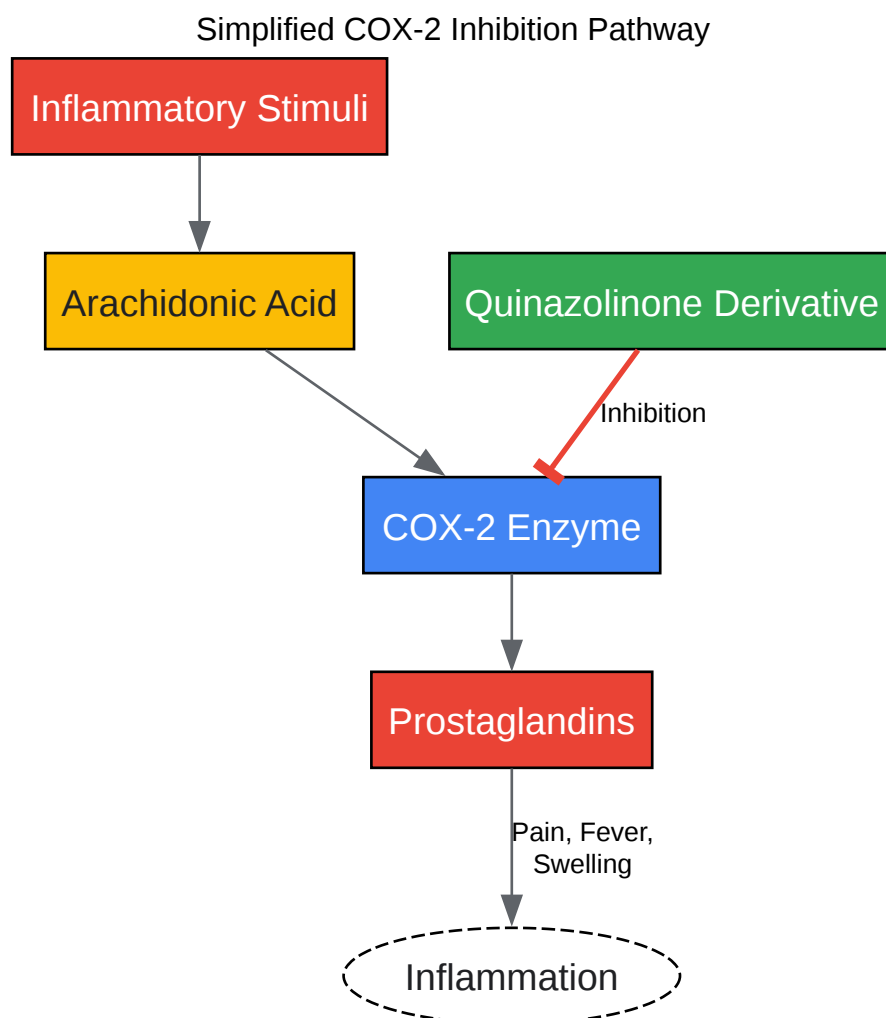 Simplified COX-2 Inhibition Pathway
Inflammatory Stimuli
Arachidonic Acid
Quinazolinone Derivative
Inhibition
COX-2 Enzyme
Prostaglandins
Pain, Fever,
Swelling
Inflammation